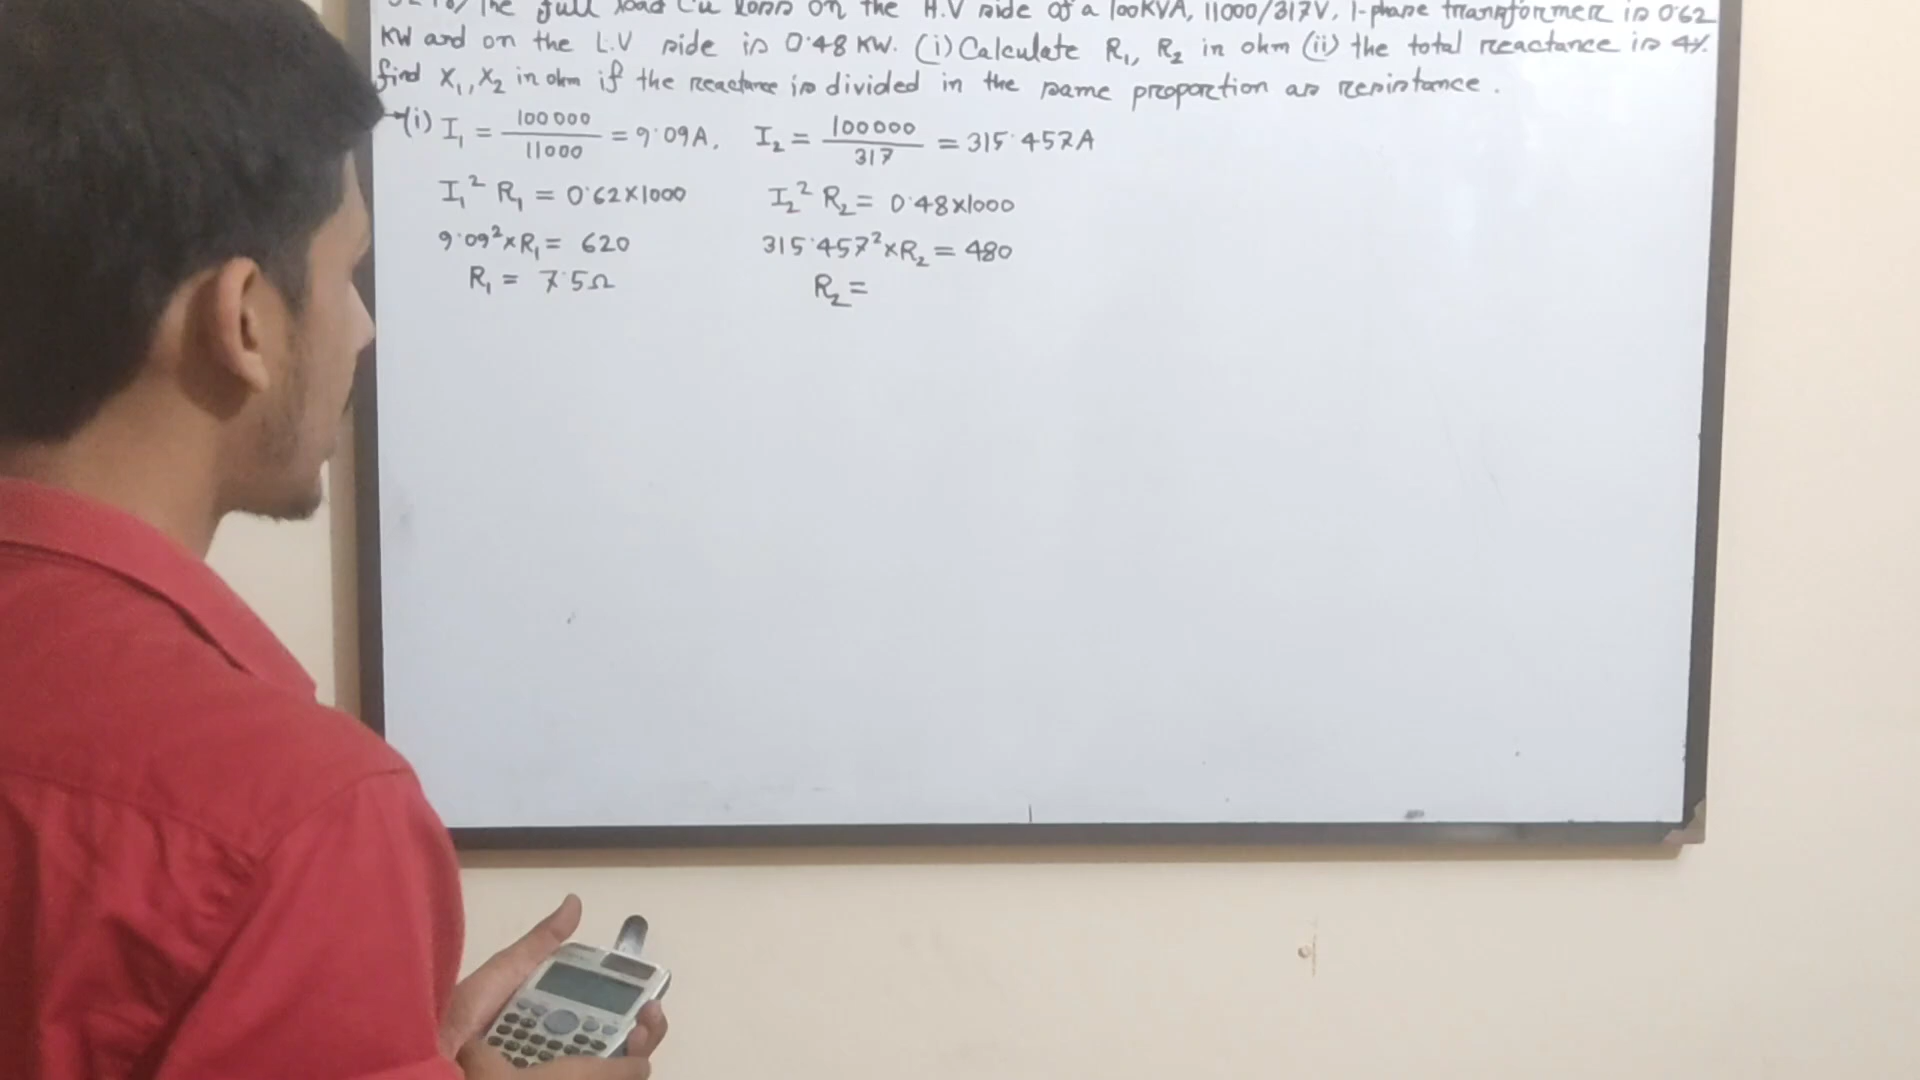 The full load Cu loss on the H.V side of a 100KVA, 11000/317V, 1-phase transformer is 0.62
KW and on the L.V side is 0.48 KW. (i) Calculate R₁, R₂ in ohm (ii) the total reactance is 4%
find X₁, X₂ in ohm if the reactance is divided in the same proportion as resistance.
→(i) I₁ = 100000/11000 = 9.09A, I₂ = 100000/317 = 315.457A
I₁² R₁ = 0.62×1000 I₂² R₂ = 0.48×1000
9.09²×R₁ = 620 315.457²×R₂ = 480
R₁ = 7.5Ω R₂ =